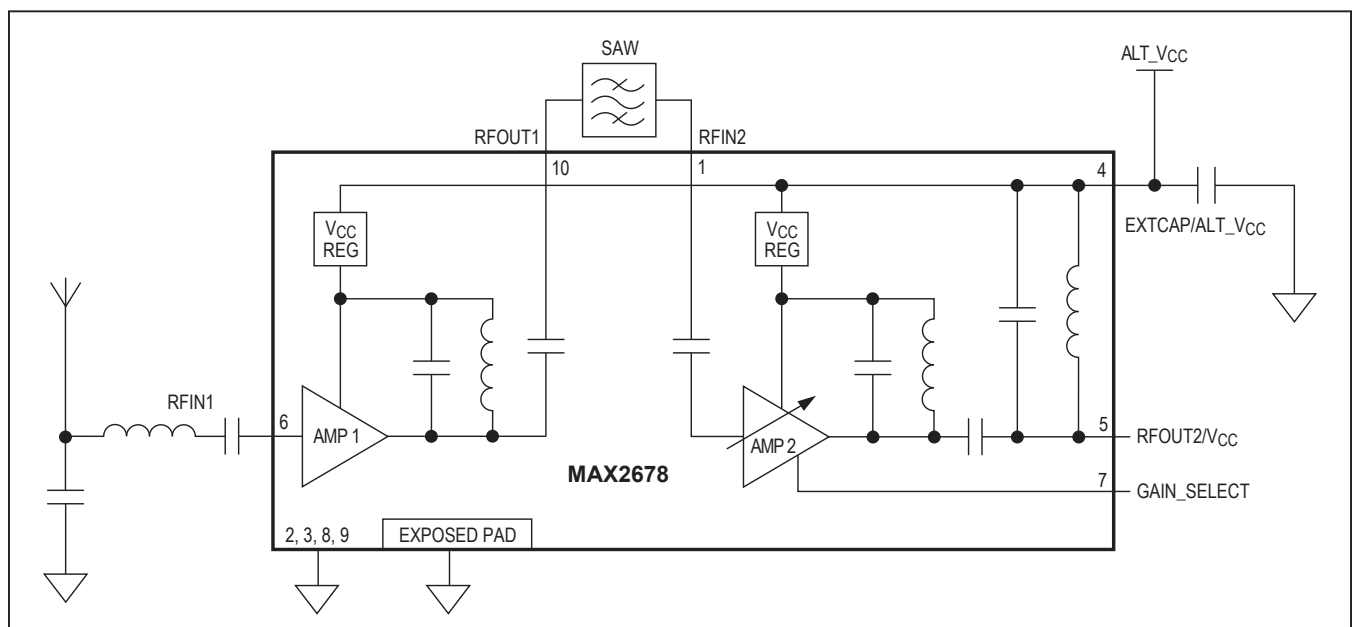 SAW
ALT_VCC
RFOUT1
RFIN2
10
1
4
VCC
REG
VCC
REG
EXTCAP/ALT_VCC
RFIN1
6
AMP 1
AMP 2
5
RFOUT2/VCC
MAX2678
7
GAIN_SELECT
2, 3, 8, 9
EXPOSED PAD